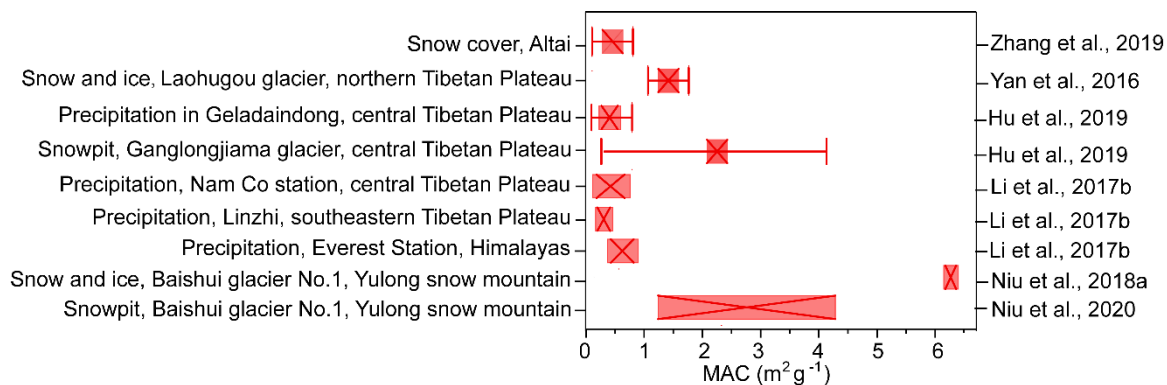 Snow cover, Altai Zhang et al., 2019
Snow and ice, Laohugou glacier, northern Tibetan Plateau Yan et al., 2016
Precipitation in Geladaindong, central Tibetan Plateau Hu et al., 2019
Snowpit, Ganglongjiama glacier, central Tibetan Plateau Hu et al., 2019
Precipitation, Nam Co station, central Tibetan Plateau Li et al., 2017b
Precipitation, Linzhi, southeastern Tibetan Plateau Li et al., 2017b
Precipitation, Everest Station, Himalayas Li et al., 2017b
Snow and ice, Baishui glacier No.1, Yulong snow mountain Niu et al., 2018a
Snowpit, Baishui glacier No.1, Yulong snow mountain Niu et al., 2020
0 1 2 3 4 5 6
MAC (m² g⁻¹)